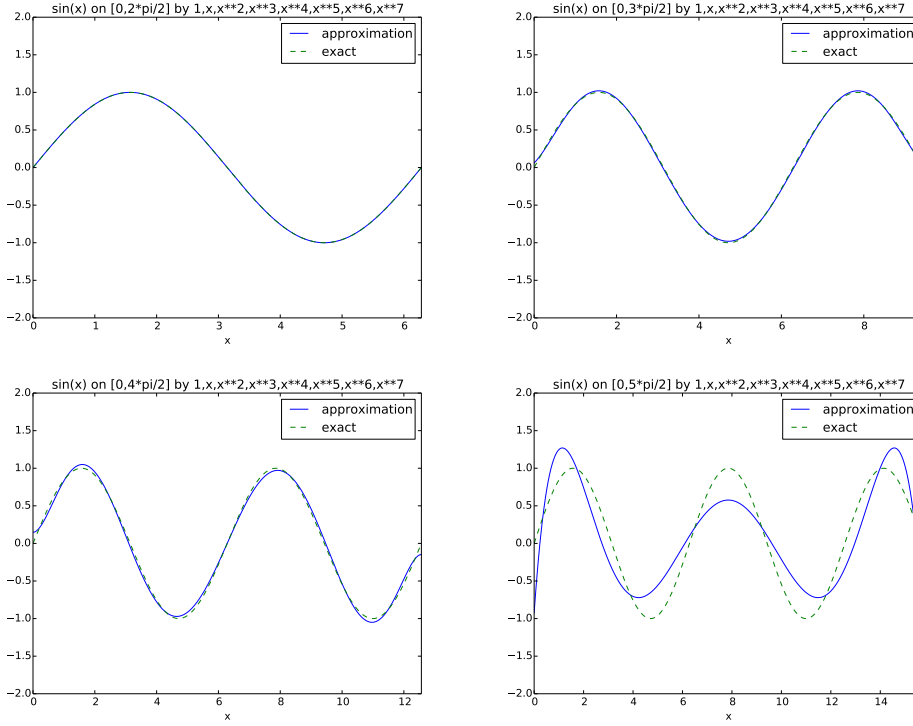 sin(x) on [0,2*pi/2] by 1,x,x**2,x**3,x**4,x**5,x**6,x**7
2.0
1.5
1.0
0.5
0.0
−0.5
−1.0
−1.5
−2.0
approximation
exact
0 1 2 3 4 5 6
x
sin(x) on [0,3*pi/2] by 1,x,x**2,x**3,x**4,x**5,x**6,x**7
2.0
1.5
1.0
0.5
0.0
−0.5
−1.0
−1.5
−2.0
approximation
exact
0 2 4 6 8
x
sin(x) on [0,4*pi/2] by 1,x,x**2,x**3,x**4,x**5,x**6,x**7
2.0
1.5
1.0
0.5
0.0
−0.5
−1.0
−1.5
−2.0
approximation
exact
0 2 4 6 8 10 12
x
sin(x) on [0,5*pi/2] by 1,x,x**2,x**3,x**4,x**5,x**6,x**7
2.0
1.5
1.0
0.5
0.0
−0.5
−1.0
−1.5
−2.0
approximation
exact
0 2 4 6 8 10 12 14
x